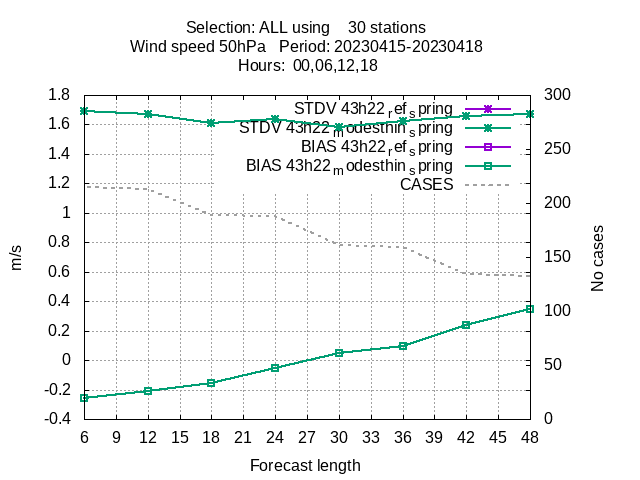 Selection: ALL using    30 stations
Wind speed 50hPa   Period: 20230415-20230418
Hours:  00,06,12,18
STDV 43h22_ref_spring
STDV 43h22_modesthin_spring
BIAS 43h22_ref_spring
BIAS 43h22_modesthin_spring
CASES
1.8
1.6
1.4
1.2
1
0.8
0.6
0.4
0.2
0
-0.2
-0.4
m/s
300
250
200
150
100
50
0
No cases
6 9 12 15 18 21 24 27 30 33 36 39 42 45 48
Forecast length